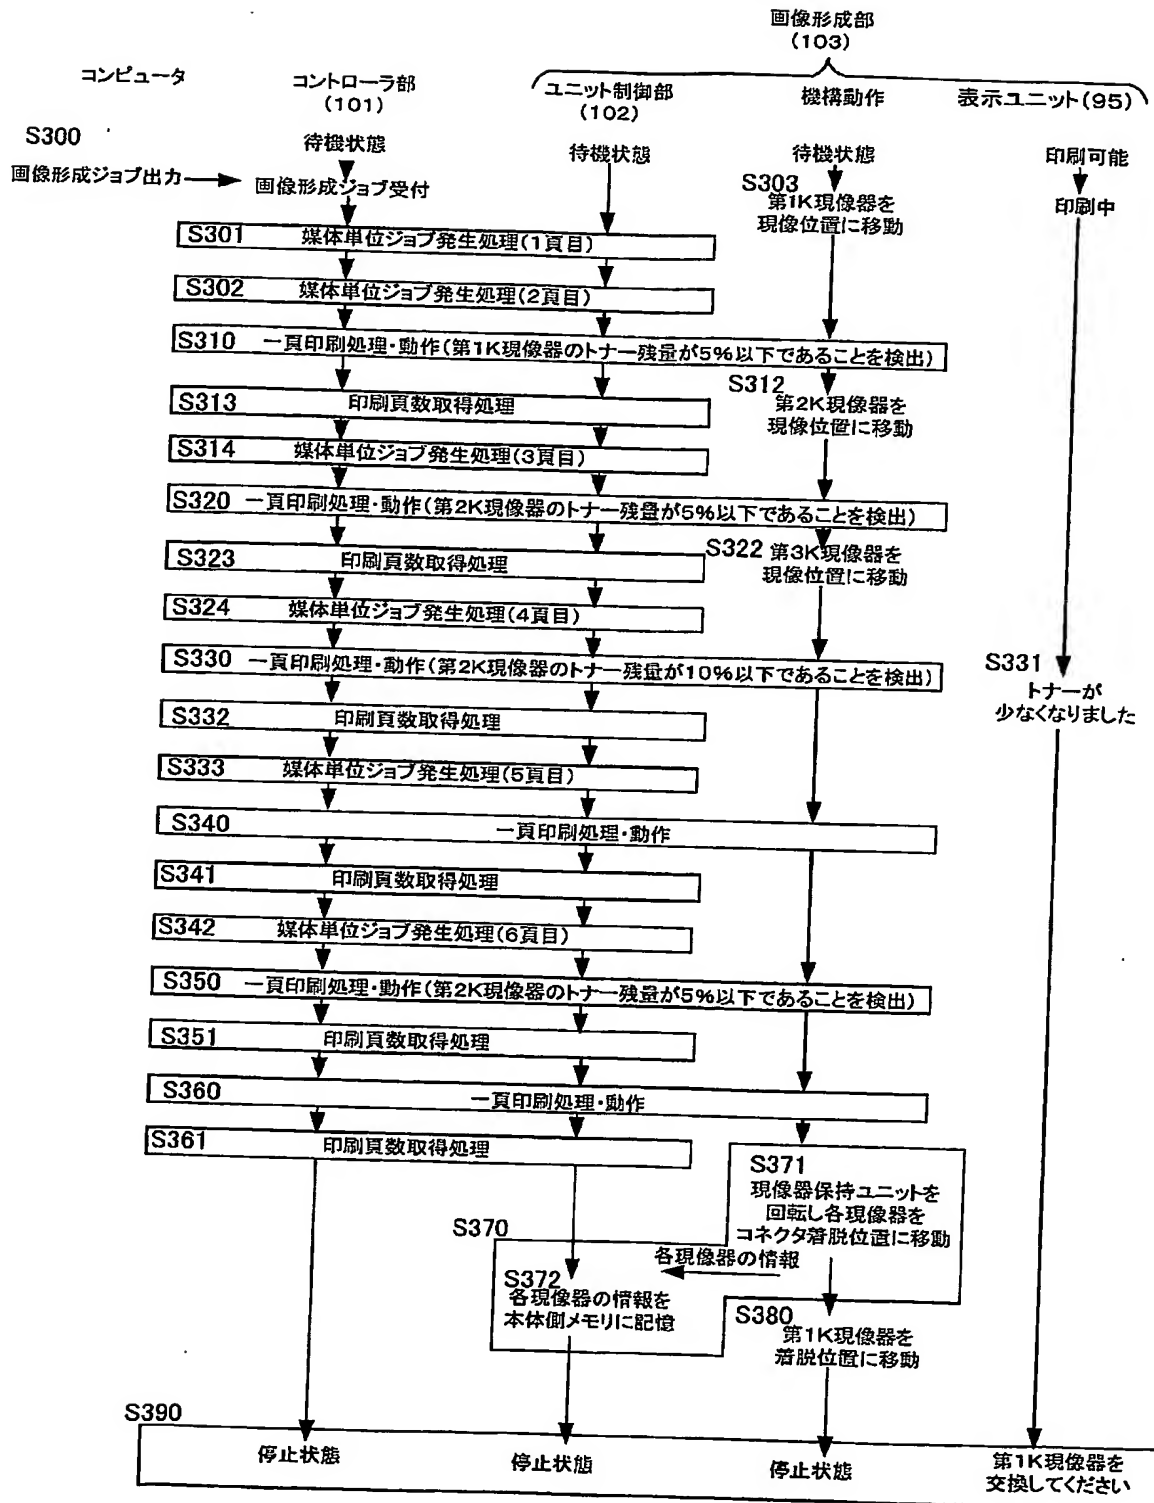 画像形成部
(103)
コンピュータ
コントローラ部
(101)
ユニット制御部
(102)
機構動作
表示ユニット(95)
S300
待機状態
待機状態
待機状態
印刷可能
画像形成ジョブ出力
画像形成ジョブ受付
S303
第1K現像器を
現像位置に移動
印刷中
S301 媒体単位ジョブ発生処理(1頁目)
S302 媒体単位ジョブ発生処理(2頁目)
S310 一頁印刷処理・動作(第1K現像器のトナー残量が5%以下であることを検出)
S312
第2K現像器を
現像位置に移動
S313 印刷頁数取得処理
S314 媒体単位ジョブ発生処理(3頁目)
S320 一頁印刷処理・動作(第2K現像器のトナー残量が5%以下であることを検出)
S322 第3K現像器を
現像位置に移動
S323 印刷頁数取得処理
S324 媒体単位ジョブ発生処理(4頁目)
S330 一頁印刷処理・動作(第2K現像器のトナー残量が10%以下であることを検出)
S331
トナーが
少なくなりました
S332 印刷頁数取得処理
S333 媒体単位ジョブ発生処理(5頁目)
S340 一頁印刷処理・動作
S341 印刷頁数取得処理
S342 媒体単位ジョブ発生処理(6頁目)
S350 一頁印刷処理・動作(第2K現像器のトナー残量が5%以下であることを検出)
S351 印刷頁数取得処理
S360 一頁印刷処理・動作
S361 印刷頁数取得処理
S371
現像器保持ユニットを
回転し各現像器を
コネクタ着脱位置に移動
S370
各現像器の情報
S372
各現像器の情報を
本体側メモリに記憶
S380
第1K現像器を
着脱位置に移動
S390
停止状態
停止状態
停止状態
第1K現像器を
交換してください